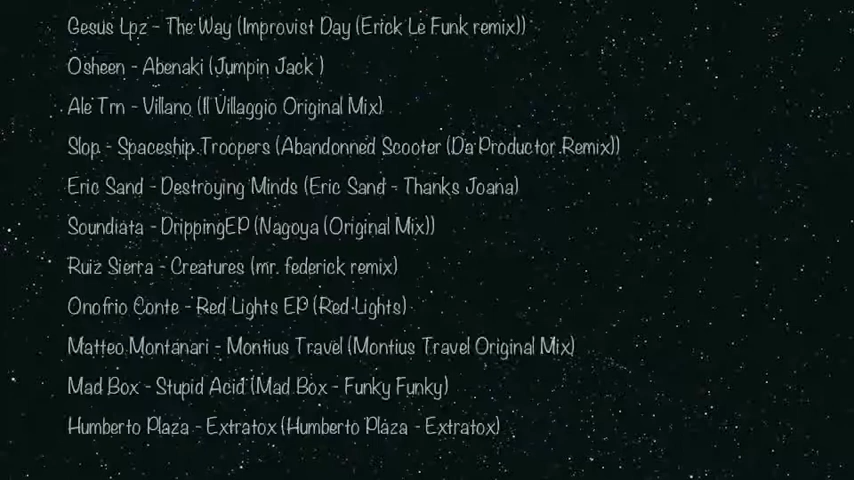 Gesus Lpz - The Way (Improvist Day (Erick Le Funk remix))
Osheen - Abenaki (Jumpin Jack )
Ale Trn - Villano (Il Villaggio Original Mix)
Slop - Spaceship Troopers (Abandonned Scooter (Da Productor Remix))
Eric Sand - Destroying Minds (Eric Sand - Thanks Joana)
Soundiata - DrippingEP (Nagoya (Original Mix))
Ruiz Sierra - Creatures (mr. federick remix)
Onofrio Conte - Red Lights EP (Red Lights)
Matteo Montanari - Montius Travel (Montius Travel Original Mix)
Mad Box - Stupid Acid (Mad Box - Funky Funky)
Humberto Plaza - Extratox (Humberto Plaza - Extratox)